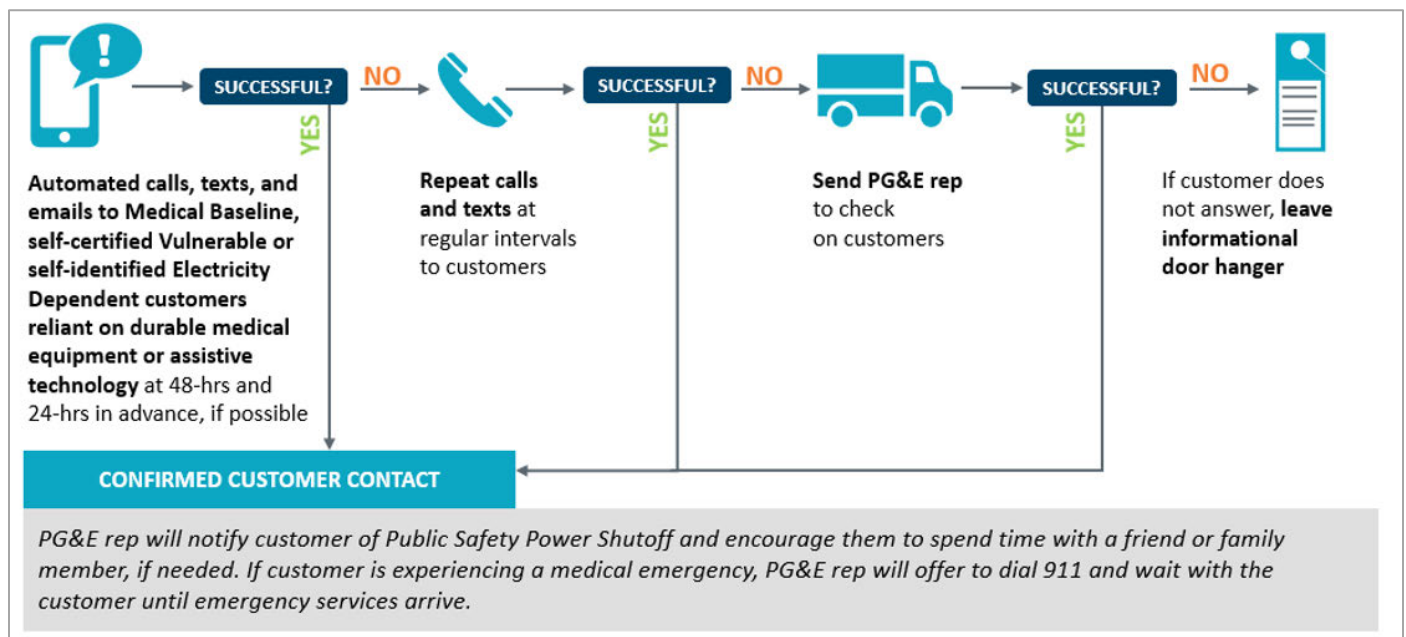 !
SUCCESSFUL?
NO
YES
SUCCESSFUL?
NO
YES
SUCCESSFUL?
NO
YES
Automated calls, texts, and
emails to Medical Baseline,
self-certified Vulnerable or
self-identified Electricity
Dependent customers
reliant on durable medical
equipment or assistive
technology at 48-hrs and
24-hrs in advance, if possible
Repeat calls
and texts at
regular intervals
to customers
Send PG&E rep
to check
on customers
If customer does
not answer, leave
informational
door hanger
CONFIRMED CUSTOMER CONTACT
PG&E rep will notify customer of Public Safety Power Shutoff and encourage them to spend time with a friend or family
member, if needed. If customer is experiencing a medical emergency, PG&E rep will offer to dial 911 and wait with the
customer until emergency services arrive.